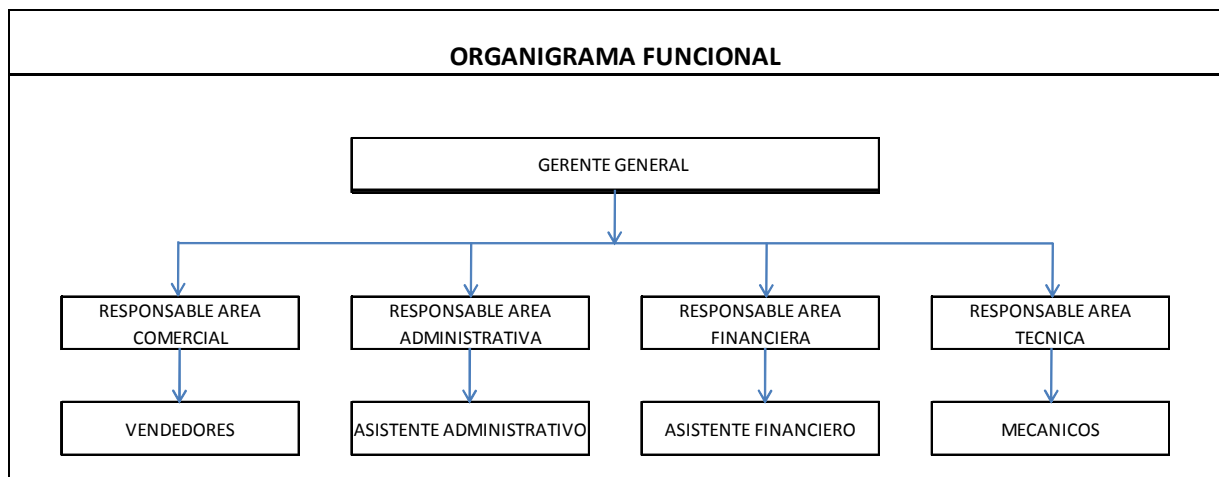 ORGANIGRAMA FUNCIONAL
GERENTE GENERAL
RESPONSABLE AREA
COMERCIAL
RESPONSABLE AREA
ADMINISTRATIVA
RESPONSABLE AREA
FINANCIERA
RESPONSABLE AREA
TECNICA
VENDEDORES
ASISTENTE ADMINISTRATIVO
ASISTENTE FINANCIERO
MECANICOS